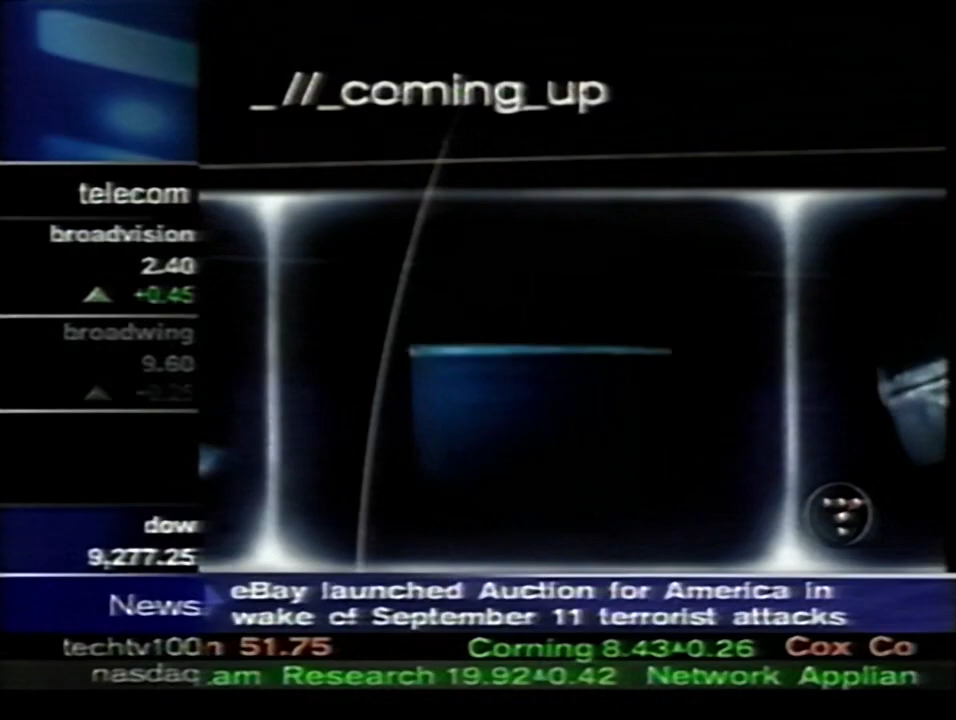 _//_coming_up
telecom
broadvision
2.40
+0.45
broadwing
9.60
+0.25
dow
9,277.25
News
eBay launched Auction for America in
wake of September 11 terrorist attacks
techtv100 n 51.75 Corning 8.43▲0.26 Cox Co
nasdaq .am Research 19.92▲0.42 Network Applian